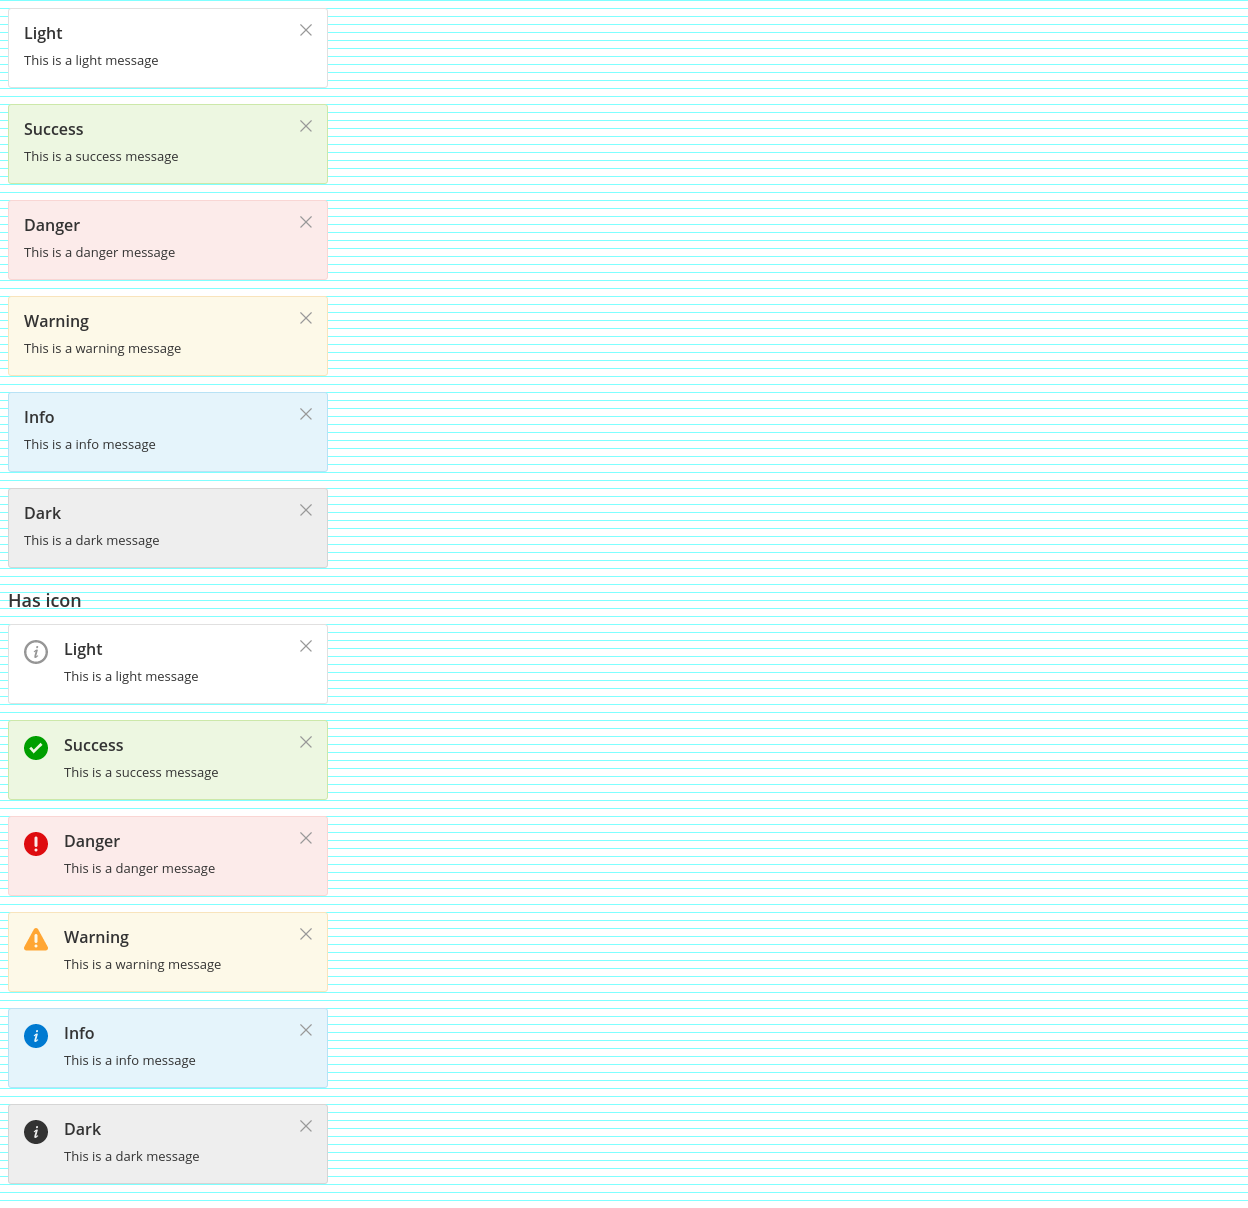 Light
This is a light message
Success
This is a success message
Danger
This is a danger message
Warning
This is a warning message
Info
This is a info message
Dark
This is a dark message
Has icon
Light
This is a light message
Success
This is a success message
Danger
This is a danger message
Warning
This is a warning message
Info
This is a info message
Dark
This is a dark message